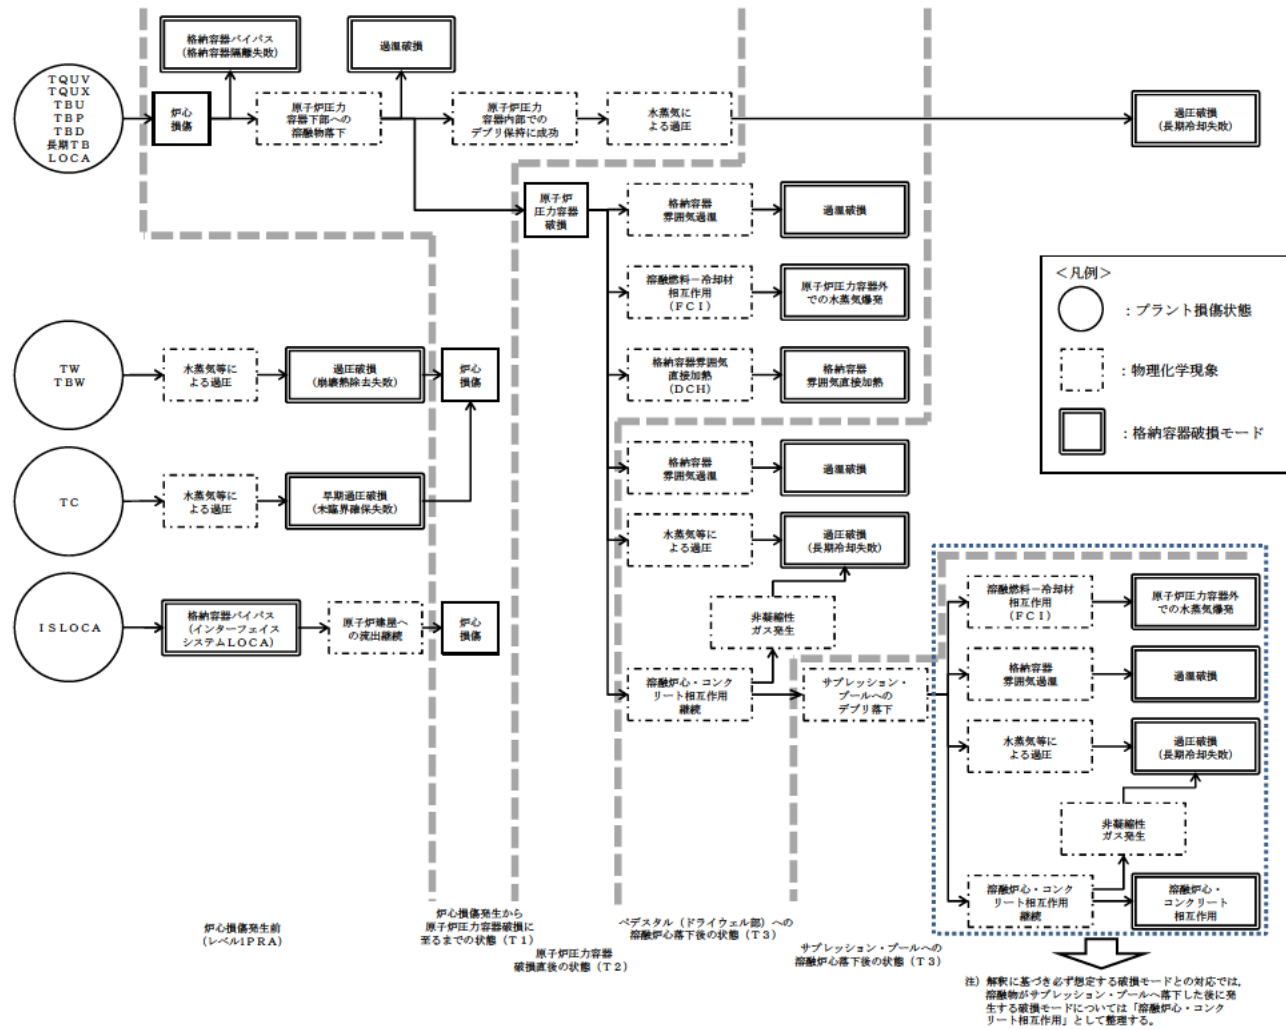 格納容器バイパス
(格納容器隔離失敗)
過温破損
TQUV
TQUX
TBU
TBP
TBD
長期TB
LOCA
炉心
損傷
原子炉圧力
容器下部への
溶融物落下
原子炉圧力
容器内部での
デブリ保持に成功
水蒸気に
よる過圧
過圧破損
(長期冷却失敗)
原子炉
圧力容器
破損
格納容器
雰囲気過温
過温破損
溶融燃料－冷却材
相互作用
(FCI)
原子炉圧力容器外
での水蒸気爆発
格納容器雰囲気
直接加熱
(DCH)
格納容器
雰囲気直接加熱
＜凡例＞
：プラント損傷状態
：物理化学現象
：格納容器破損モード
TW
TBW
水蒸気等に
よる過圧
過圧破損
(崩壊熱除去失敗)
炉心
損傷
TC
水蒸気等に
よる過圧
早期過圧破損
(未臨界確保失敗)
格納容器
雰囲気過温
過温破損
水蒸気等に
よる過圧
過圧破損
(長期冷却失敗)
ISLOCA
格納容器バイパス
(インターフェイス
システムLOCA)
原子炉建屋へ
の流出継続
炉心
損傷
非凝縮性
ガス発生
溶融炉心・コンク
リート相互作用
継続
サプレッション・
プールへの
デブリ落下
溶融燃料－冷却材
相互作用
(FCI)
原子炉圧力容器外
での水蒸気爆発
格納容器
雰囲気過温
過温破損
水蒸気等に
よる過圧
過圧破損
(長期冷却失敗)
非凝縮性
ガス発生
溶融炉心・コンク
リート相互作用
継続
溶融炉心・
コンクリート
相互作用
炉心損傷発生前
(レベル1PRA)
炉心損傷発生から
原子炉圧力容器破損に
至るまでの状態(T1)
原子炉圧力容器
破損直後の状態(T2)
ペデスタル(ドライウェル部)への
溶融炉心落下後の状態(T3)
サプレッション・プールへの
溶融炉心落下後の状態(T3)
注) 解釈に基づき必ず想定する破損モードとの対応では、
溶融物がサプレッション・プールへ落下した後に発
生する破損モードについては「溶融炉心・コンク
リート相互作用」として整理する。